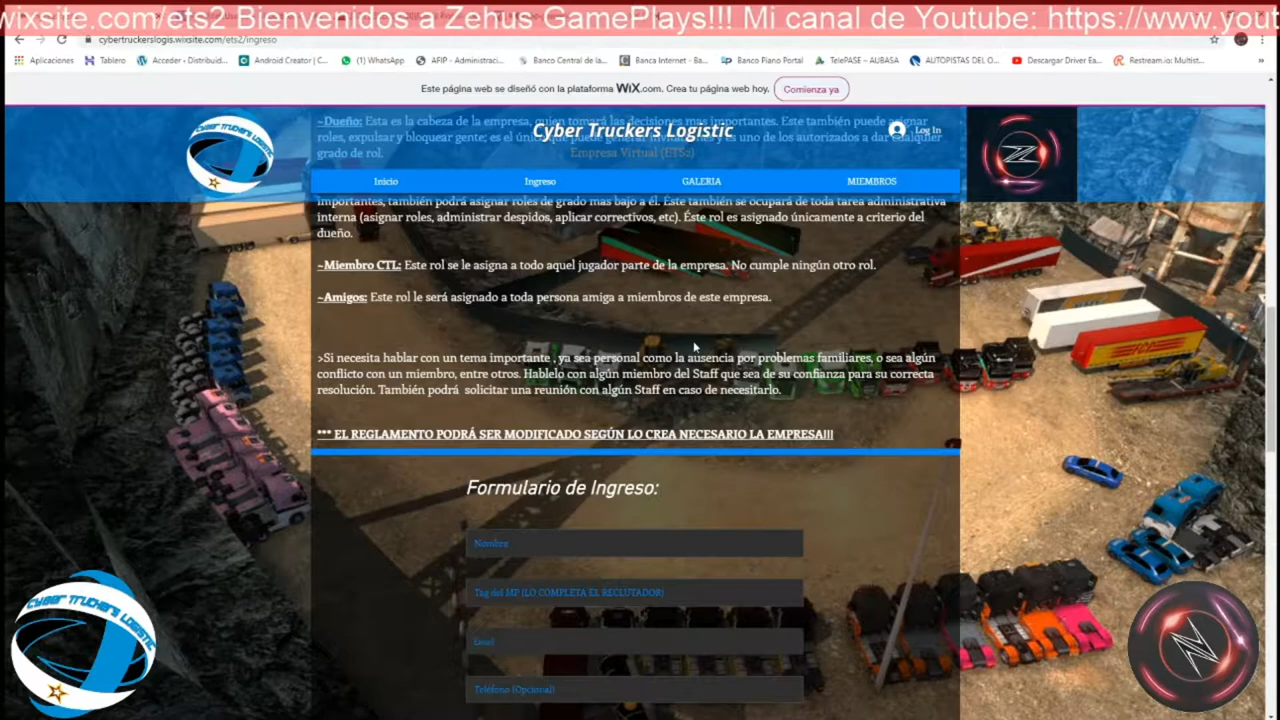 wixsite.com/ets2 Bienvenidos a Zehus GamePlays!!! Mi canal de Youtube: https://www.yout
cybertruckerslogis.wixsite.com/ets2/ingreso
Aplicaciones
Tablero
Acceder ‹ Distribuid...
Android Creator | C...
(1) WhatsApp
AFIP - Administraci...
Banco Central de la...
Banca Internet - Ba...
Banco Piano Portal
TelePASE – AUBASA
AUTOPISTAS DEL O...
Descargar Driver Ea...
Restream.io: Multist...
»
Este página web se diseñó con la plataforma WiX.com. Crea tu página web hoy.
Comienza ya
~Dueño: Esta es la cabeza de la empresa, quien tomará las decisiones mas importantes. Este también puede asignar
roles, expulsar y bloquear gente; es el único que puede generar invitaciones y es uno de los autorizados a dar cualquier
grado de rol.
Cyber Truckers Logistic
Empresa Virtual (ETS2)
Log In
CYBER TRUCKERS LOGISTIC
Inicio
Ingreso
GALERIA
MIEMBROS
importantes, también podrá asignar roles de grado mas bajo a él. Éste también se ocupará de toda tarea administrativa
interna (asignar roles, administrar despidos, aplicar correctivos, etc). Éste rol es asignado únicamente a criterio del
dueño.
~Miembro CTL: Este rol se le asigna a todo aquel jugador parte de la empresa. No cumple ningún otro rol.
~Amigos: Este rol le será asignado a toda persona amiga a miembros de este empresa.
>Si necesita hablar con un tema importante , ya sea personal como la ausencia por problemas familiares, o sea algún
conflicto con un miembro, entre otros. Hablelo con algún miembro del Staff que sea de su confianza para su correcta
resolución. También podrá solicitar una reunión con algún Staff en caso de necesitarlo.
*** EL REGLAMENTO PODRÁ SER MODIFICADO SEGÚN LO CREA NECESARIO LA EMPRESA!!!
Formulario de Ingreso:
Nombre
Tag del MP (LO COMPLETA EL RECLUTADOR)
Email
Teléfono (Opcional)
CYBER TRUCKERS LOGISTIC